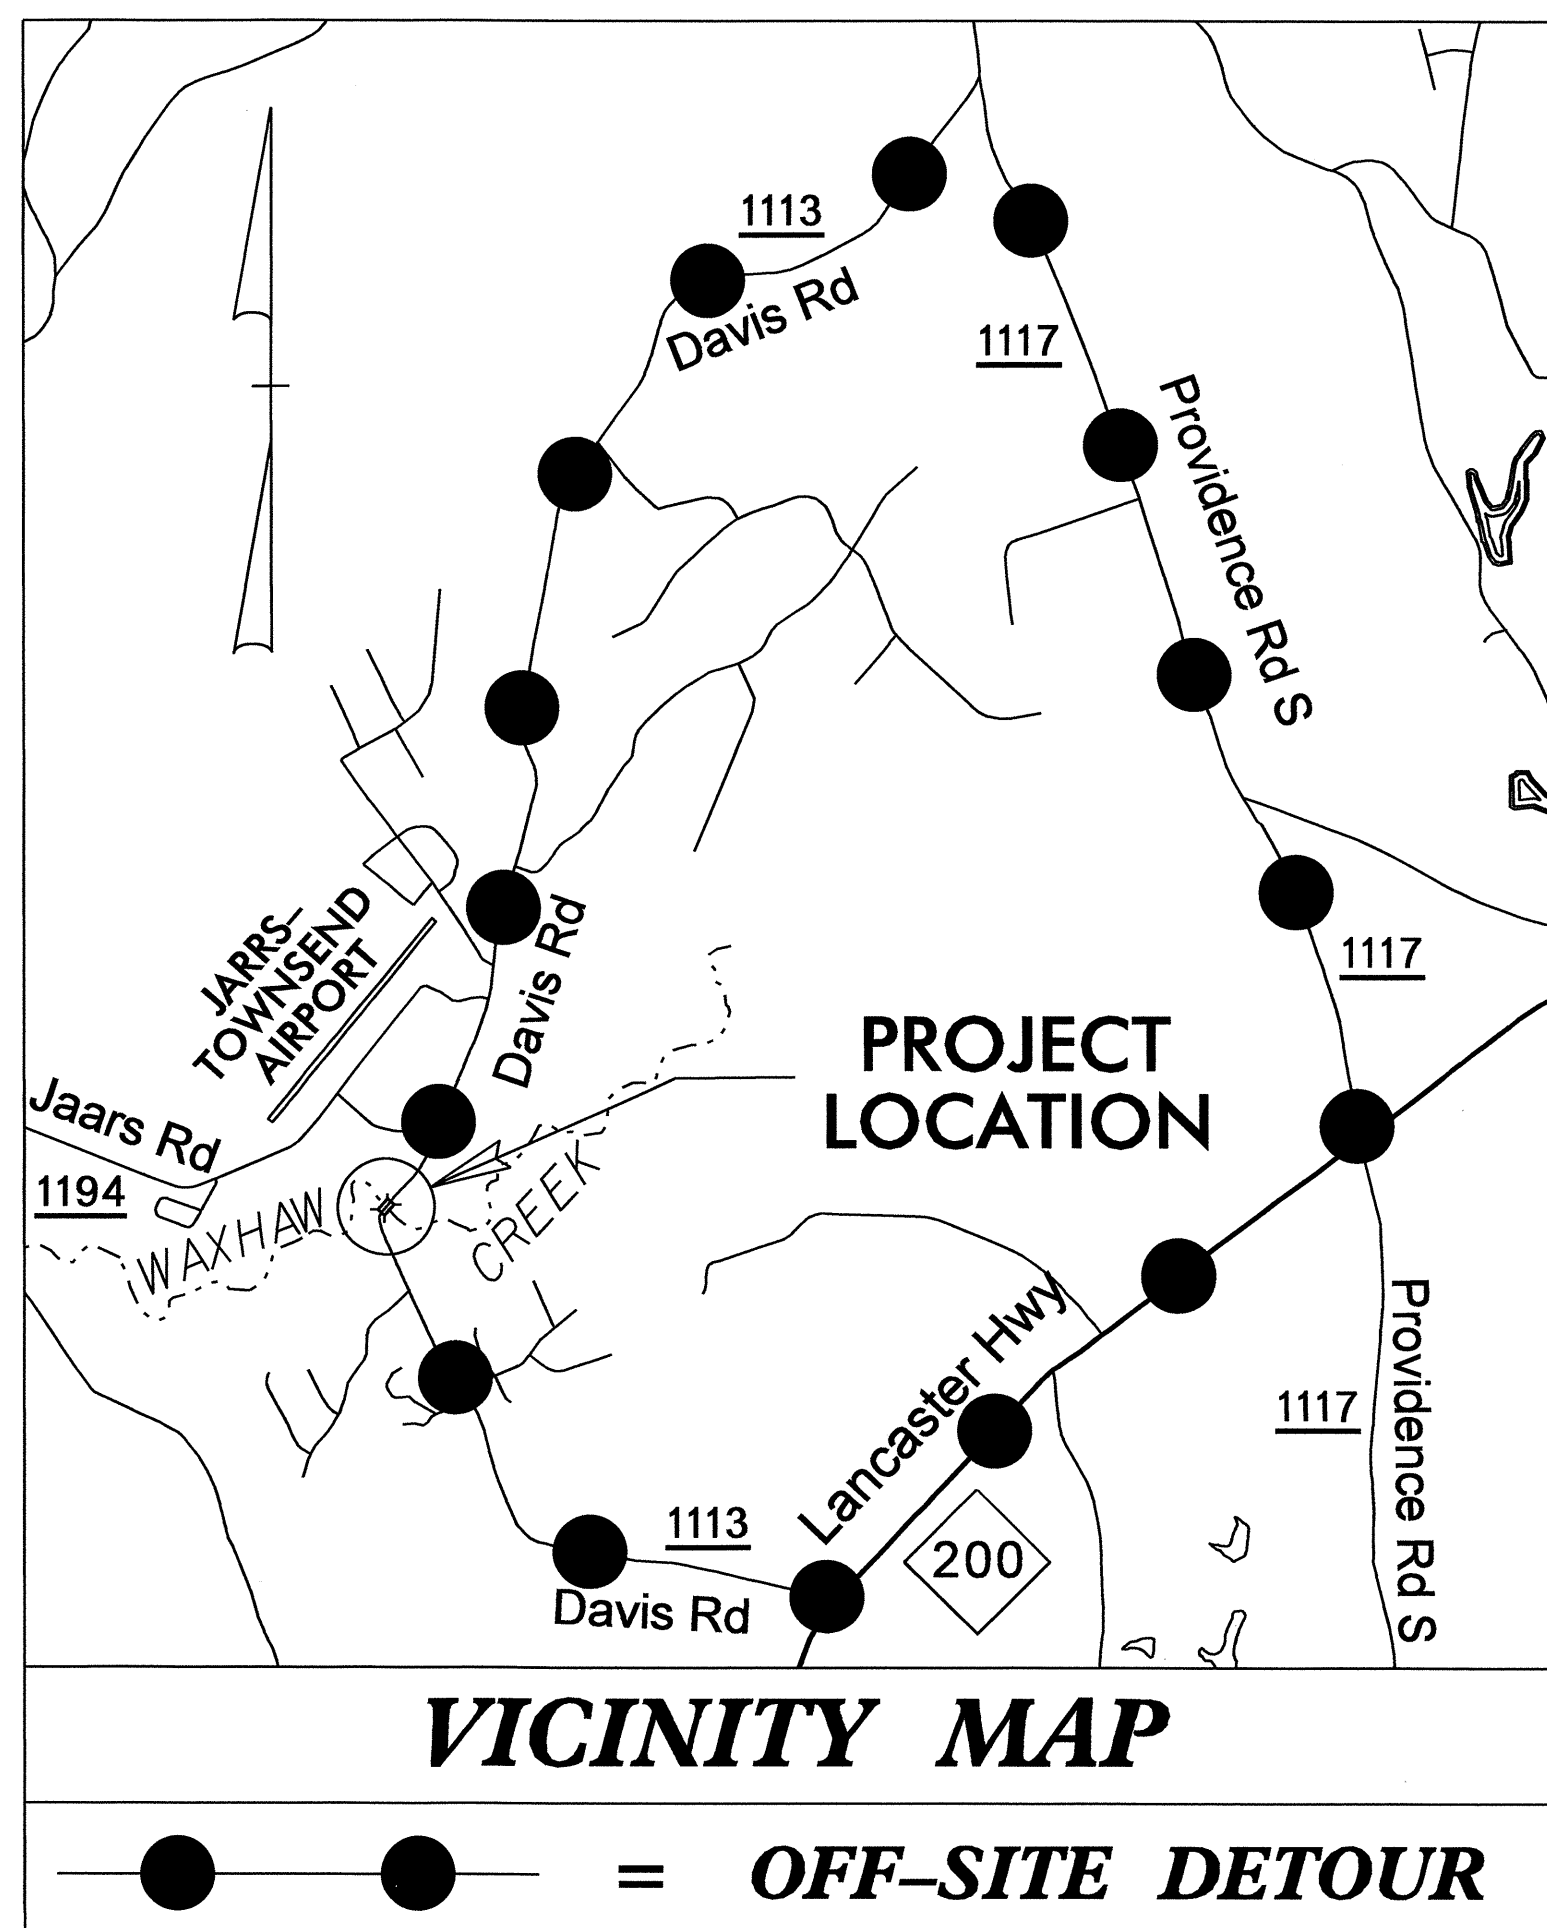 1113
Davis Rd
1117
Providence Rd S
JARRS–
TOWNSEND
AIRPORT
Davis Rd
1117
PROJECT
LOCATION
Jaars Rd
1194
WAXHAW
CREEK
Lancaster Hwy
Providence Rd S
1117
1113
200
Davis Rd
VICINITY MAP
= OFF–SITE DETOUR